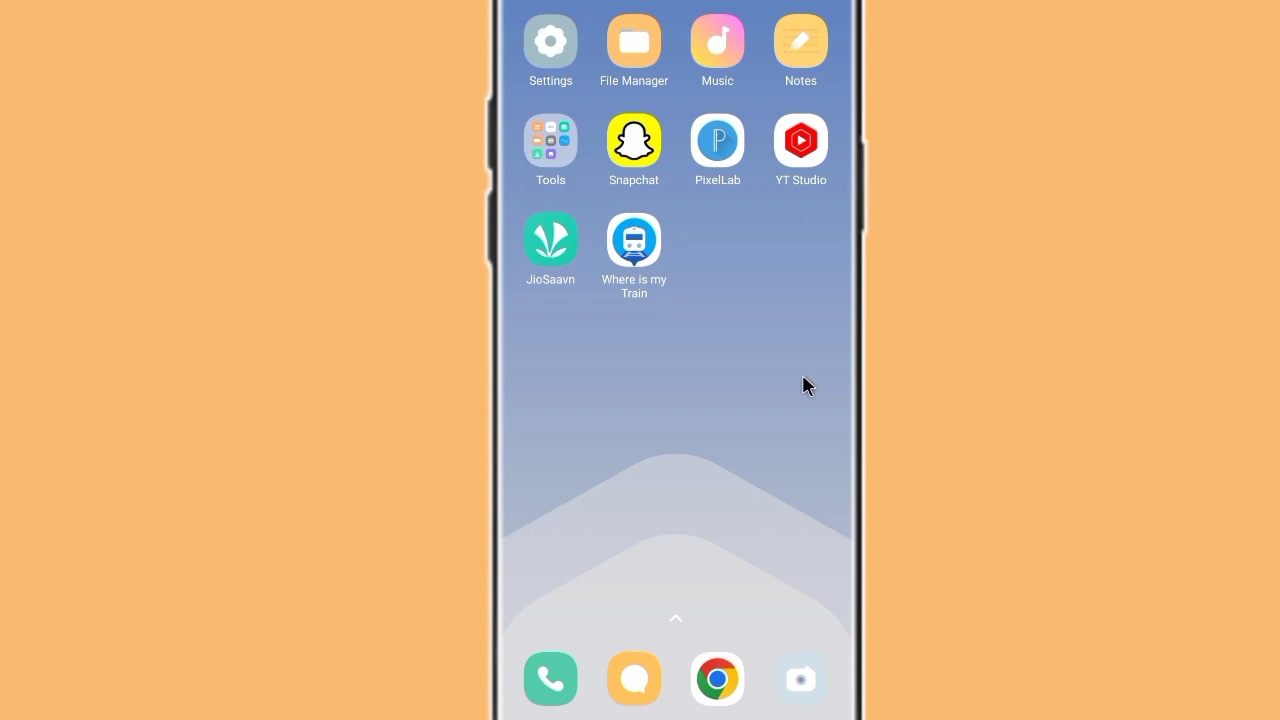 Settings File Manager Music Notes
Tools Snapchat PixelLab YT Studio
JioSaavn Where is my
Train